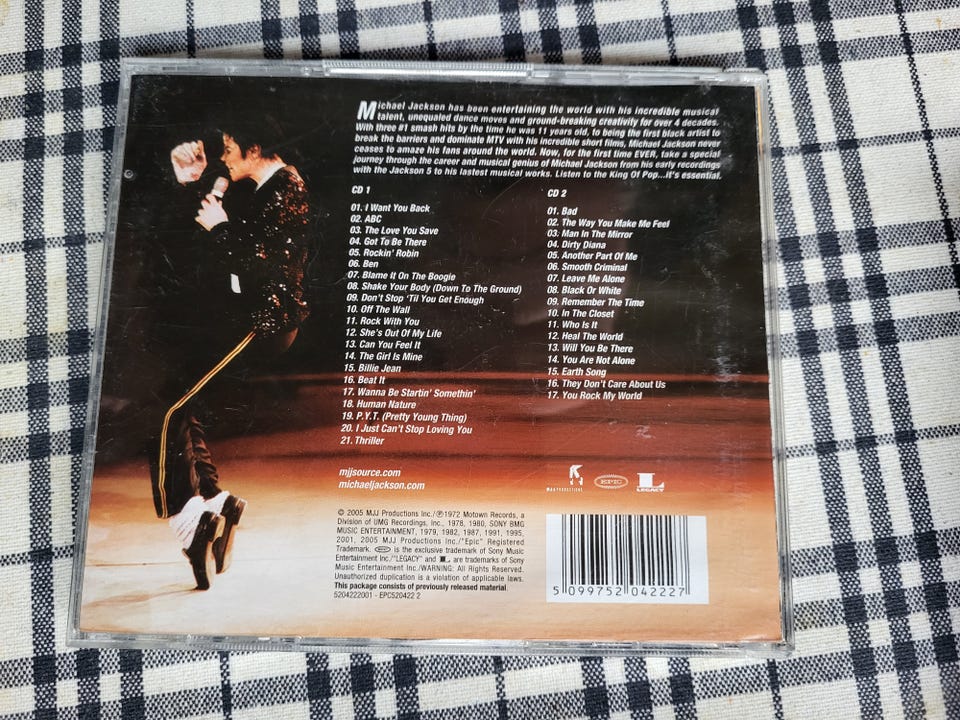 Michael Jackson has been entertaining the world with his incredible musical
talent, unequaled dance moves and ground-breaking creativity for over 4 decades.
With three #1 smash hits by the time he was 11 years old, to being the first black artist to
break the barriers and dominate MTV with his incredible short films, Michael Jackson never
ceases to amaze his fans around the world. Now, for the first time EVER, take a special
journey through the career and musical genius of Michael Jackson from his early recordings
with the Jackson 5 to his lastest musical works. Listen to the King Of Pop...it's essential.
CD 1
01. I Want You Back
02. ABC
03. The Love You Save
04. Got To Be There
05. Rockin' Robin
06. Ben
07. Blame It On The Boogie
08. Shake Your Body (Down To The Ground)
09. Don't Stop 'Til You Get Enough
10. Off The Wall
11. Rock With You
12. She's Out Of My Life
13. Can You Feel It
14. The Girl Is Mine
15. Billie Jean
16. Beat It
17. Wanna Be Startin' Somethin'
18. Human Nature
19. P.Y.T. (Pretty Young Thing)
20. I Just Can't Stop Loving You
21. Thriller
CD 2
01. Bad
02. The Way You Make Me Feel
03. Man In The Mirror
04. Dirty Diana
05. Another Part Of Me
06. Smooth Criminal
07. Leave Me Alone
08. Black Or White
09. Remember The Time
10. In The Closet
11. Who Is It
12. Heal The World
13. Will You Be There
14. You Are Not Alone
15. Earth Song
16. They Don't Care About Us
17. You Rock My World
mjjsource.com
michaeljackson.com
MJJ PRODUCTIONS
EPIC
L
LEGACY
© 2005 MJJ Productions Inc./℗1972 Motown Records, a
Division of UMG Recordings, Inc., 1978, 1980, SONY BMG
MUSIC ENTERTAINMENT, 1979, 1982, 1987, 1991, 1995,
2001, 2005 MJJ Productions Inc./"Epic" Registered
Trademark. EPIC is the exclusive trademark of Sony Music
Entertainment Inc./"LEGACY" and L are trademarks of Sony
Music Entertainment Inc./WARNING: All Rights Reserved.
Unauthorized duplication is a violation of applicable laws.
This package consists of previously released material.
5204222001 - EPC520422 2
5 099752 042227